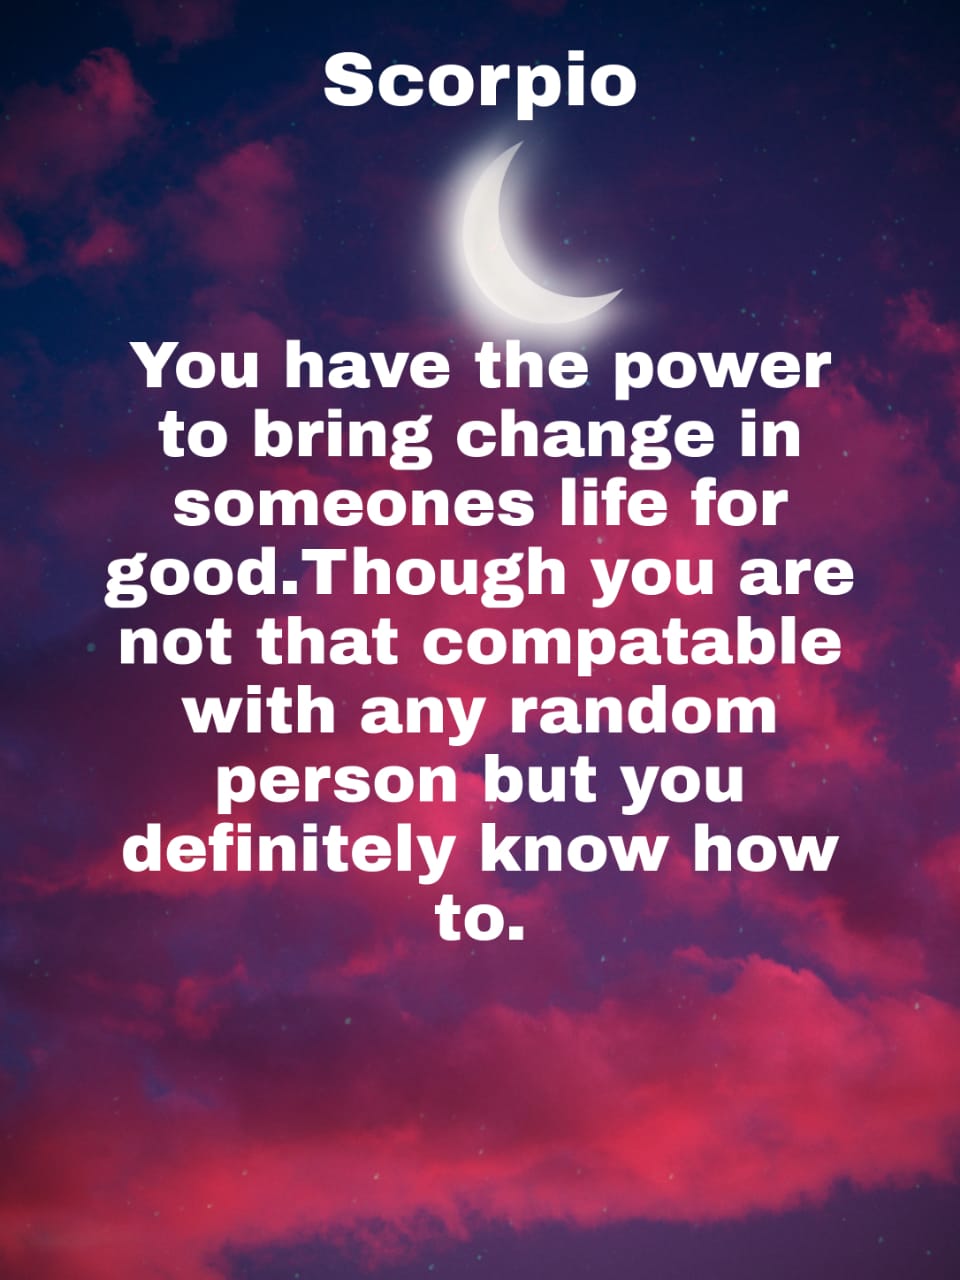 Scorpio
You have the power
to bring change in
someones life for
good.Though you are
not that compatable
with any random
person but you
definitely know how
to.